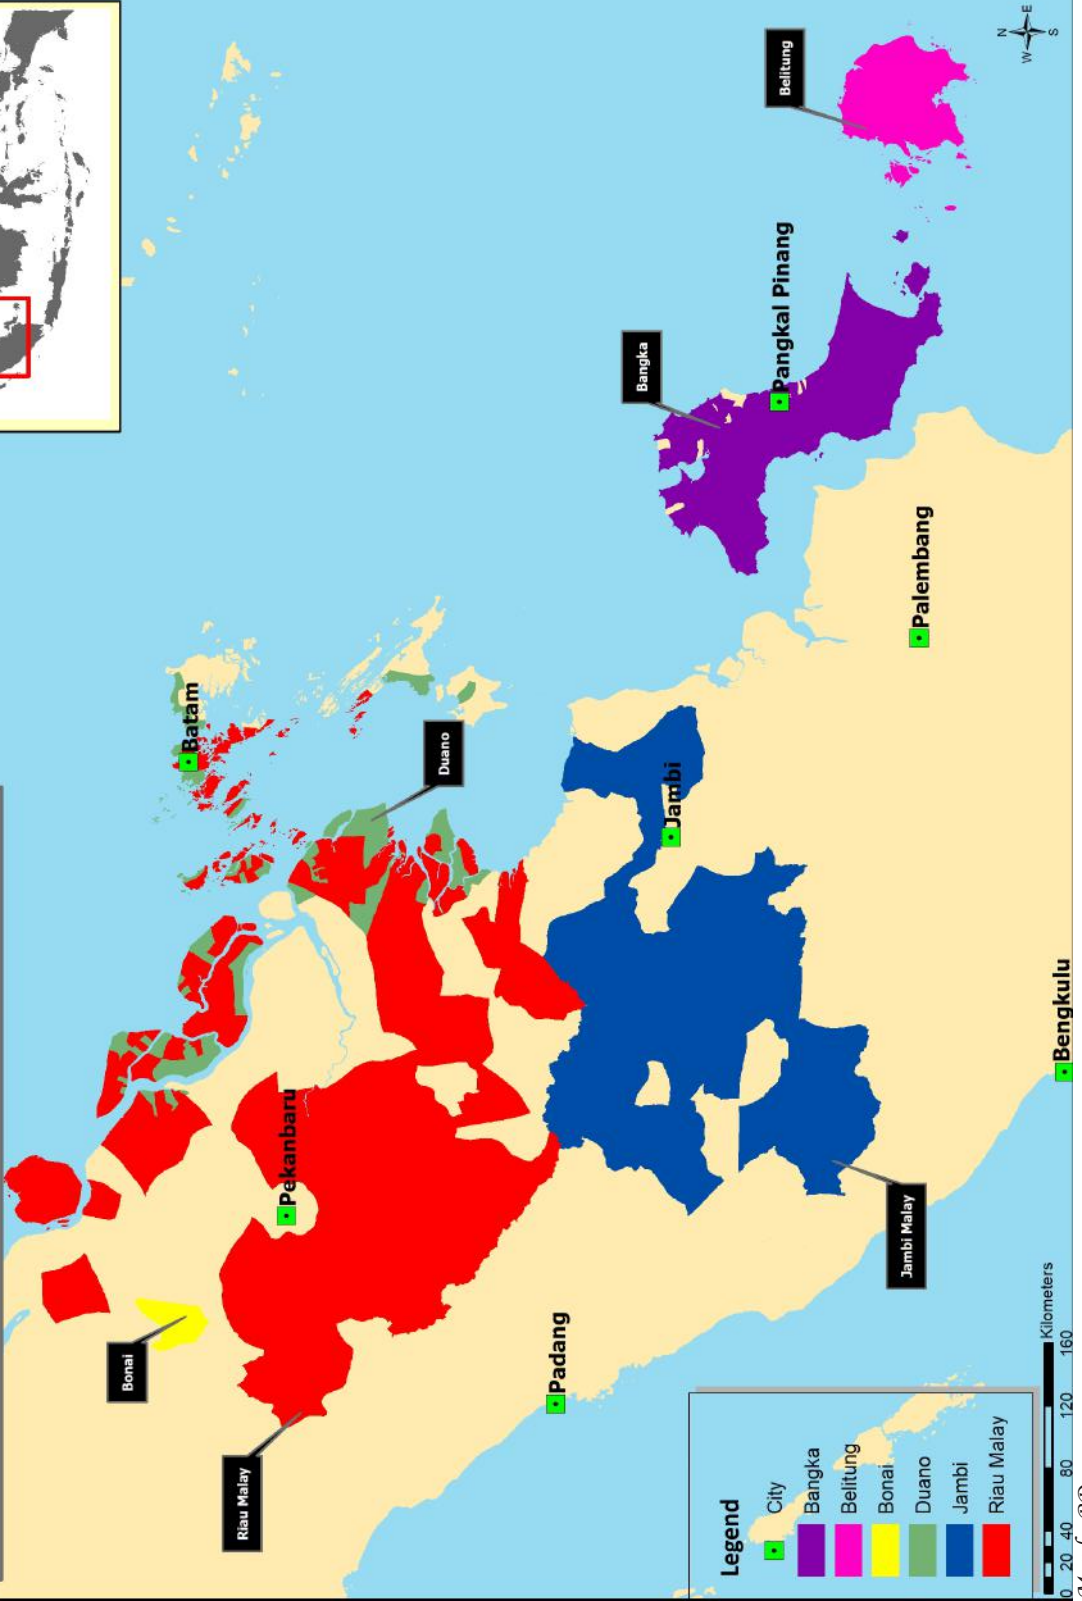 N
W
E
S
Belitung
Pangkal Pinang
Bangka
Batam
Palembang
Duano
Jambi
Bengkulu
Pekanbaru
Bonai
Padang
Jambi Malay
Riau Malay
Legend
City
Bangka
Belitung
Bonai
Duano
Jambi
Riau Malay
0 20 40 80 120 160
Kilometers